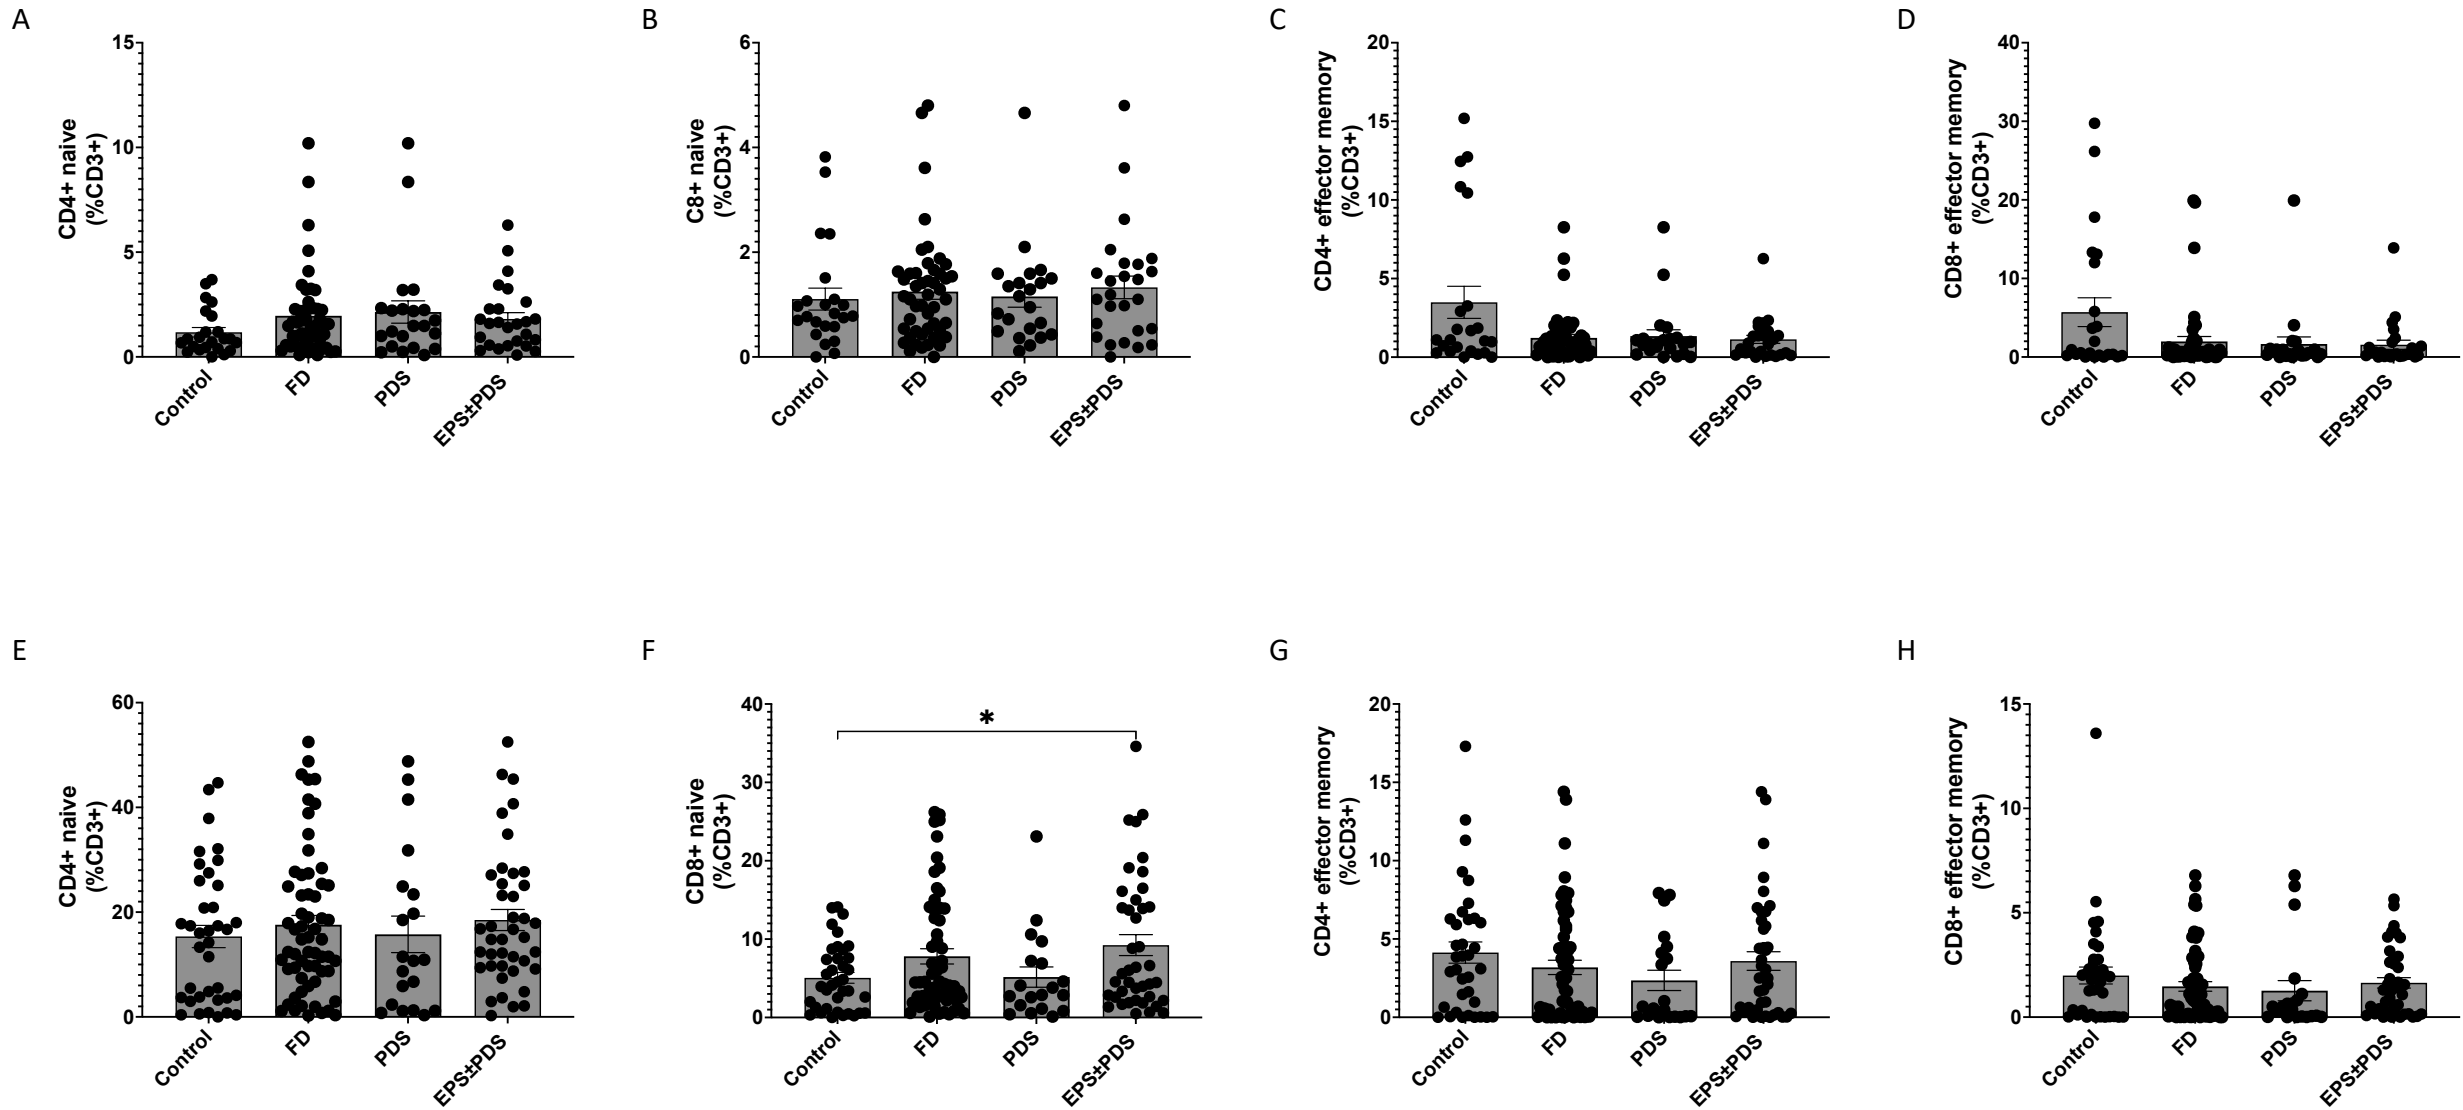 A
CD4+ naive
(%CD3+)
15
10
5
0
Control
FD
PDS
EPS±PDS
B
C8+ naive
(%CD3+)
6
4
2
0
Control
FD
PDS
EPS±PDS
C
CD4+ effector memory
(%CD3+)
20
15
10
5
0
Control
FD
PDS
EPS±PDS
D
CD8+ effector memory
(%CD3+)
40
30
20
10
0
Control
FD
PDS
EPS±PDS
E
CD4+ naive
(%CD3+)
60
40
20
0
Control
FD
PDS
EPS±PDS
F
CD8+ naive
(%CD3+)
40
30
20
10
0
*
Control
FD
PDS
EPS±PDS
G
CD4+ effector memory
(%CD3+)
20
15
10
5
0
Control
FD
PDS
EPS±PDS
H
CD8+ effector memory
(%CD3+)
15
10
5
0
Control
FD
PDS
EPS±PDS